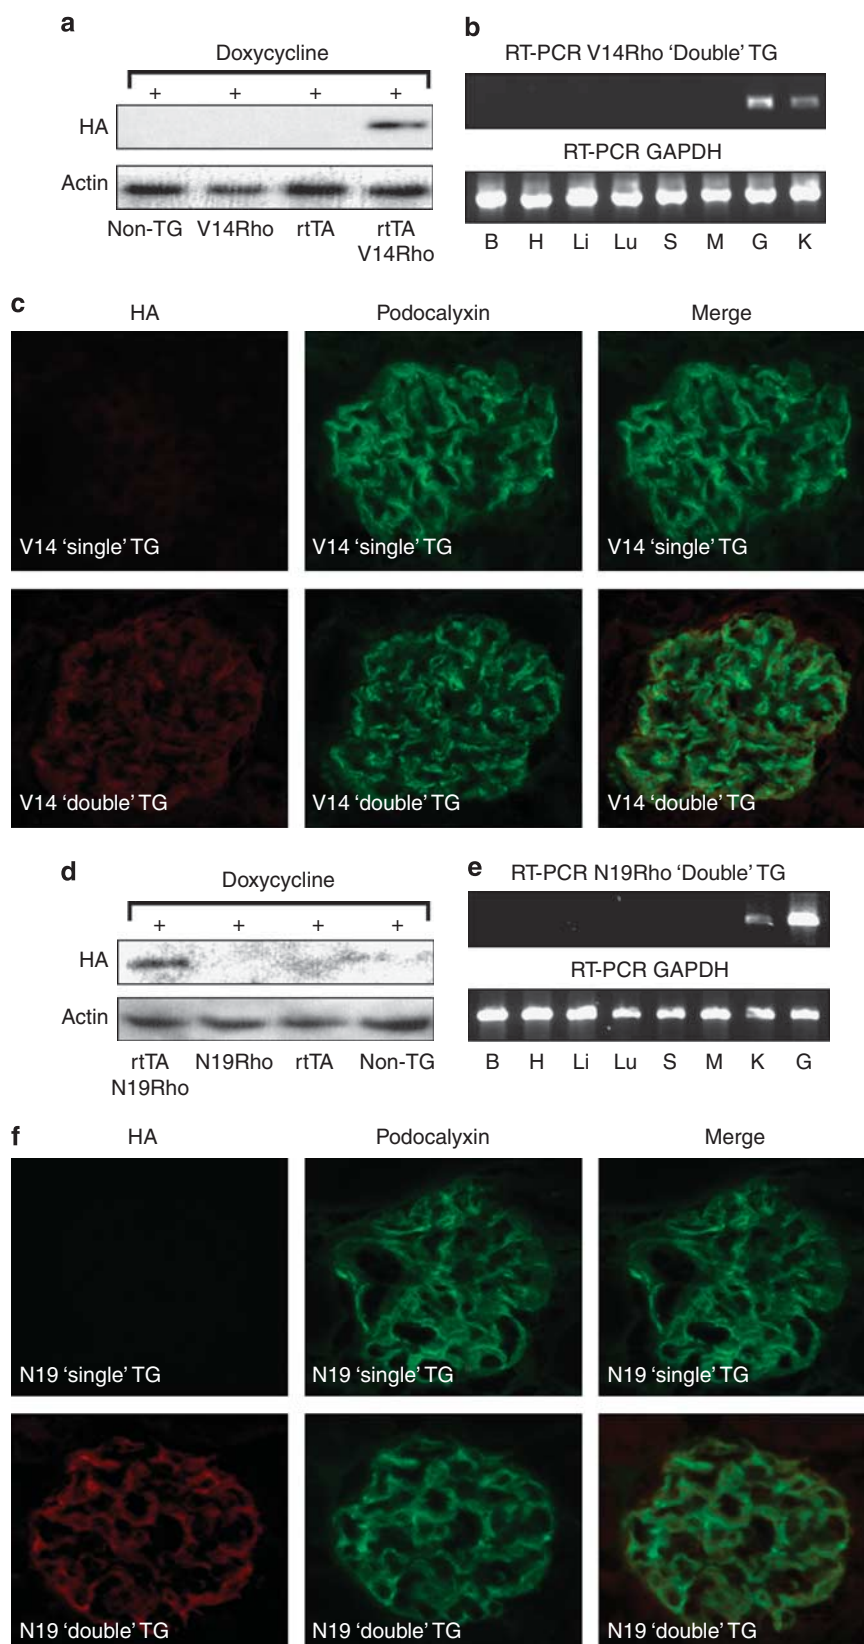 a
Doxycycline
+ + + +
HA
Actin
Non-TG V14Rho rtTA rtTA
V14Rho
b
RT-PCR V14Rho ‘Double’ TG
RT-PCR GAPDH
B H Li Lu S M G K
c
HA Podocalyxin Merge
V14 ‘single’ TG V14 ‘single’ TG V14 ‘single’ TG
V14 ‘double’ TG V14 ‘double’ TG V14 ‘double’ TG
d
Doxycycline
+ + + +
HA
Actin
rtTA N19Rho rtTA Non-TG
N19Rho
e
RT-PCR N19Rho ‘Double’ TG
RT-PCR GAPDH
B H Li Lu S M K G
f
HA Podocalyxin Merge
N19 ‘single’ TG N19 ‘single’ TG N19 ‘single’ TG
N19 ‘double’ TG N19 ‘double’ TG N19 ‘double’ TG